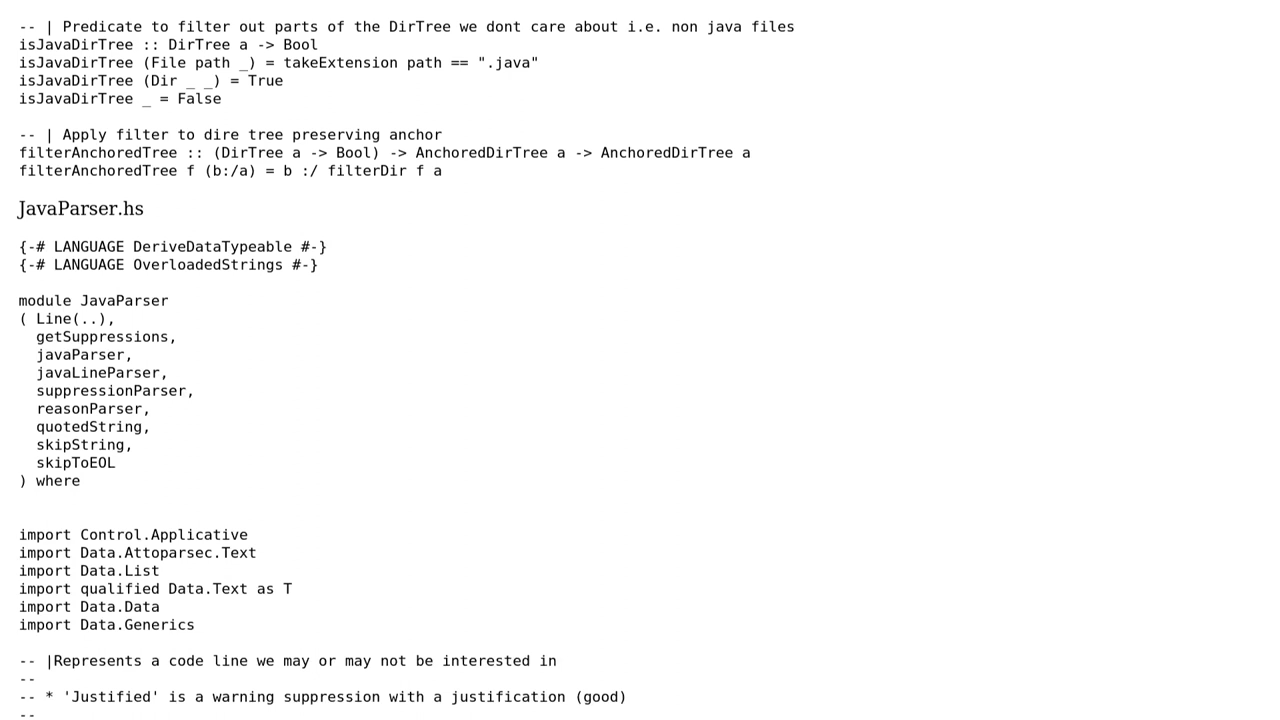 -- | Predicate to filter out parts of the DirTree we dont care about i.e. non java files
isJavaDirTree :: DirTree a -> Bool
isJavaDirTree (File path _) = takeExtension path == ".java"
isJavaDirTree (Dir _ _) = True
isJavaDirTree _ = False

-- | Apply filter to dire tree preserving anchor
filterAnchoredTree :: (DirTree a -> Bool) -> AnchoredDirTree a -> AnchoredDirTree a
filterAnchoredTree f (b:/a) = b :/ filterDir f a

JavaParser.hs

{-# LANGUAGE DeriveDataTypeable #-}
{-# LANGUAGE OverloadedStrings #-}

module JavaParser
( Line(..),
  getSuppressions,
  javaParser,
  javaLineParser,
  suppressionParser,
  reasonParser,
  quotedString,
  skipString,
  skipToEOL
) where

import Control.Applicative
import Data.Attoparsec.Text
import Data.List
import qualified Data.Text as T
import Data.Data
import Data.Generics

-- |Represents a code line we may or may not be interested in
--
-- * 'Justified' is a warning suppression with a justification (good)
--